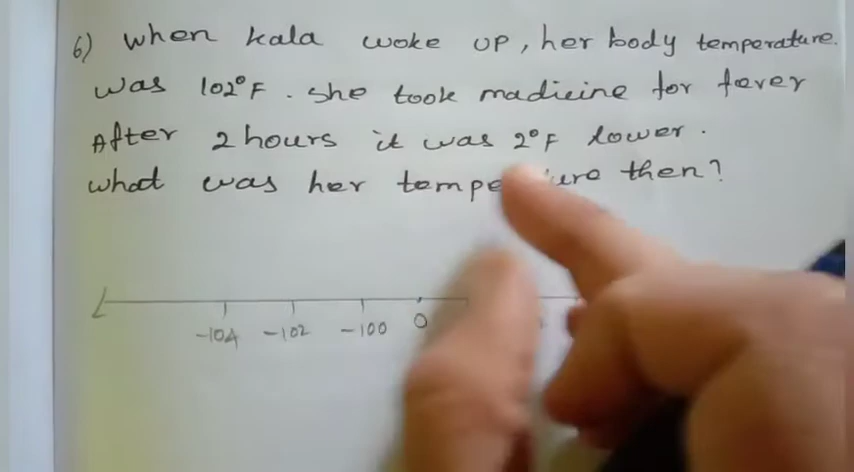 6) when kala woke up, her body temperature.
was 102°F. she took madicine for fever
After 2 hours it was 2°F lower.
what was her then?
-104 -102 -100 0